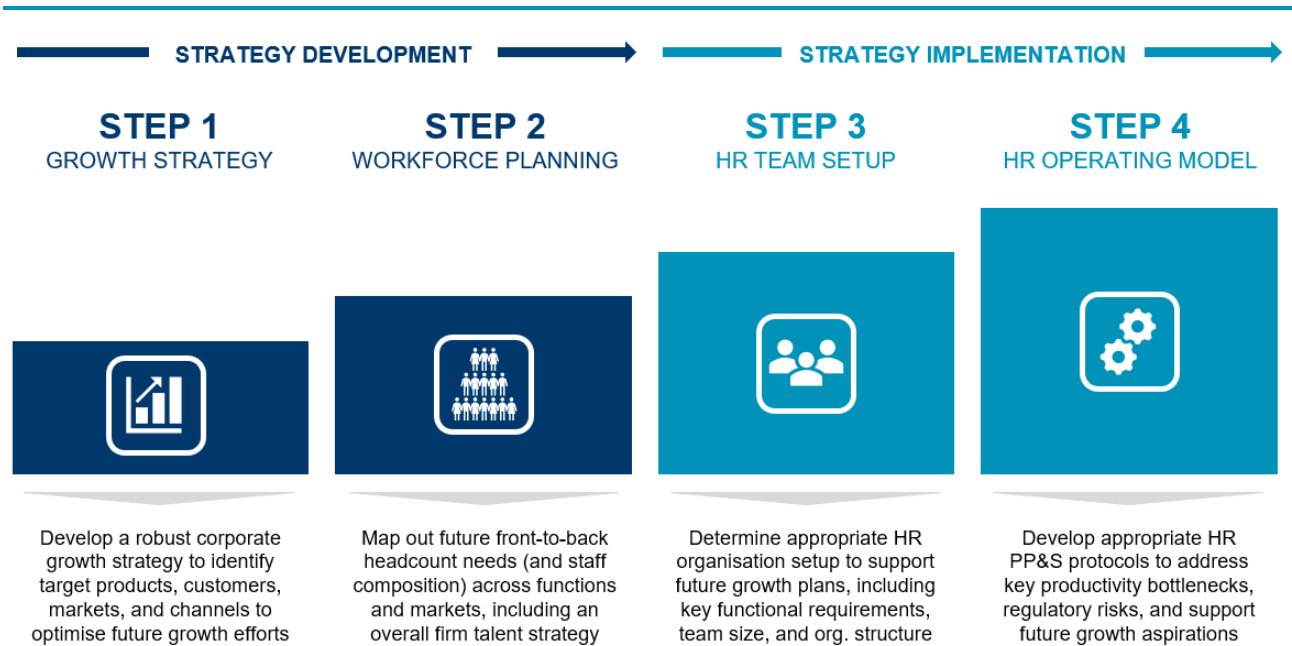 STRATEGY DEVELOPMENT
STRATEGY IMPLEMENTATION
STEP 1
GROWTH STRATEGY
STEP 2
WORKFORCE PLANNING
STEP 3
HR TEAM SETUP
STEP 4
HR OPERATING MODEL
Develop a robust corporate
growth strategy to identify
target products, customers,
markets, and channels to
optimise future growth efforts
Map out future front-to-back
headcount needs (and staff
composition) across functions
and markets, including an
overall firm talent strategy
Determine appropriate HR
organisation setup to support
future growth plans, including
key functional requirements,
team size, and org. structure
Develop appropriate HR
PP&S protocols to address
key productivity bottlenecks,
regulatory risks, and support
future growth aspirations